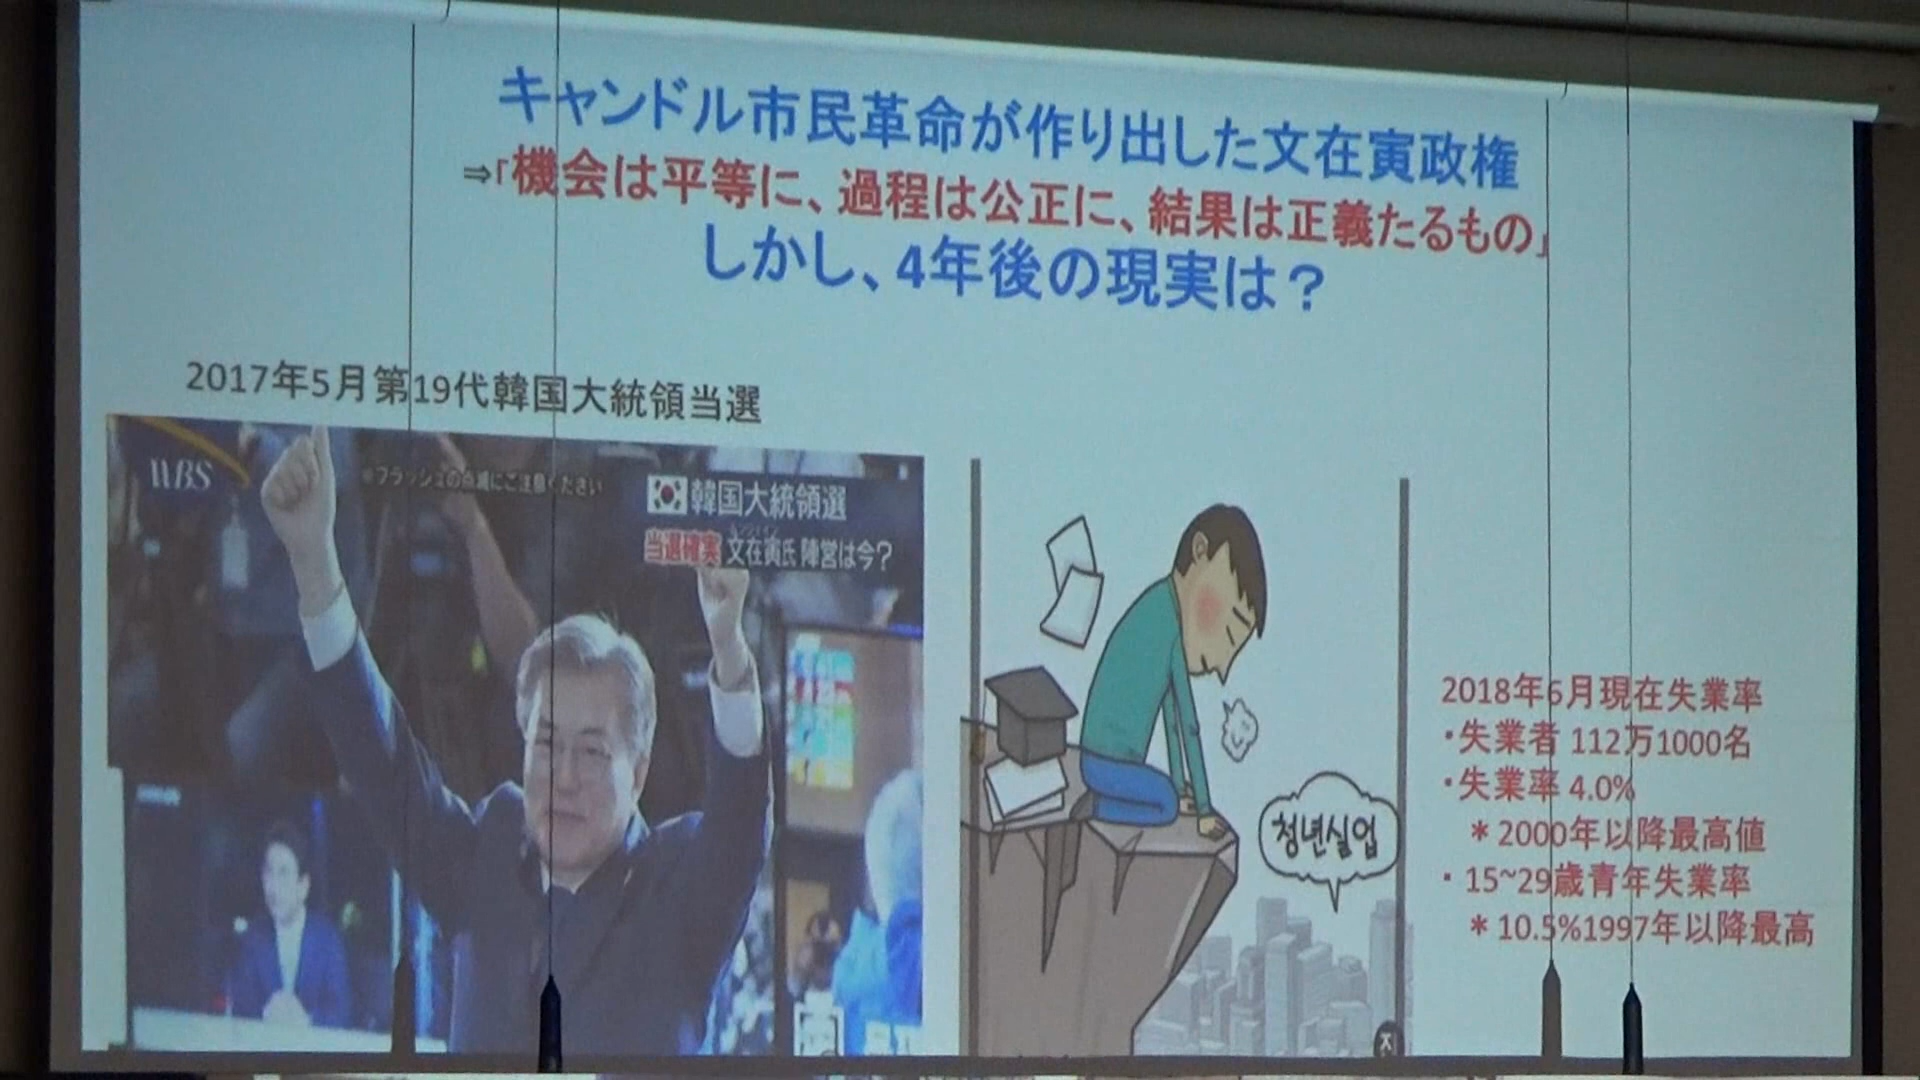 キャンドル市民革命が作り出した文在寅政権
⇒「機会は平等に、過程は公正に、結果は正義たるもの」
しかし、4年後の現実は？
2017年5月第19代韓国大統領当選
WBS
※フラッシュの点滅にご注意ください
韓国大統領選
ムンジェイン
当選確実 文在寅氏 陣営は今?
청년실업
2018年6月現在失業率
・失業者 112万1000名
・失業率 4.0%
＊2000年以降最高値
・15~29歳青年失業率
＊10.5%1997年以降最高